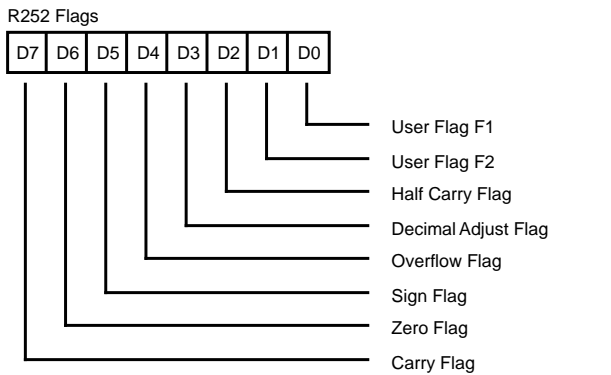 R252 Flags
D7 D6 D5 D4 D3 D2 D1 D0
User Flag F1
User Flag F2
Half Carry Flag
Decimal Adjust Flag
Overflow Flag
Sign Flag
Zero Flag
Carry Flag